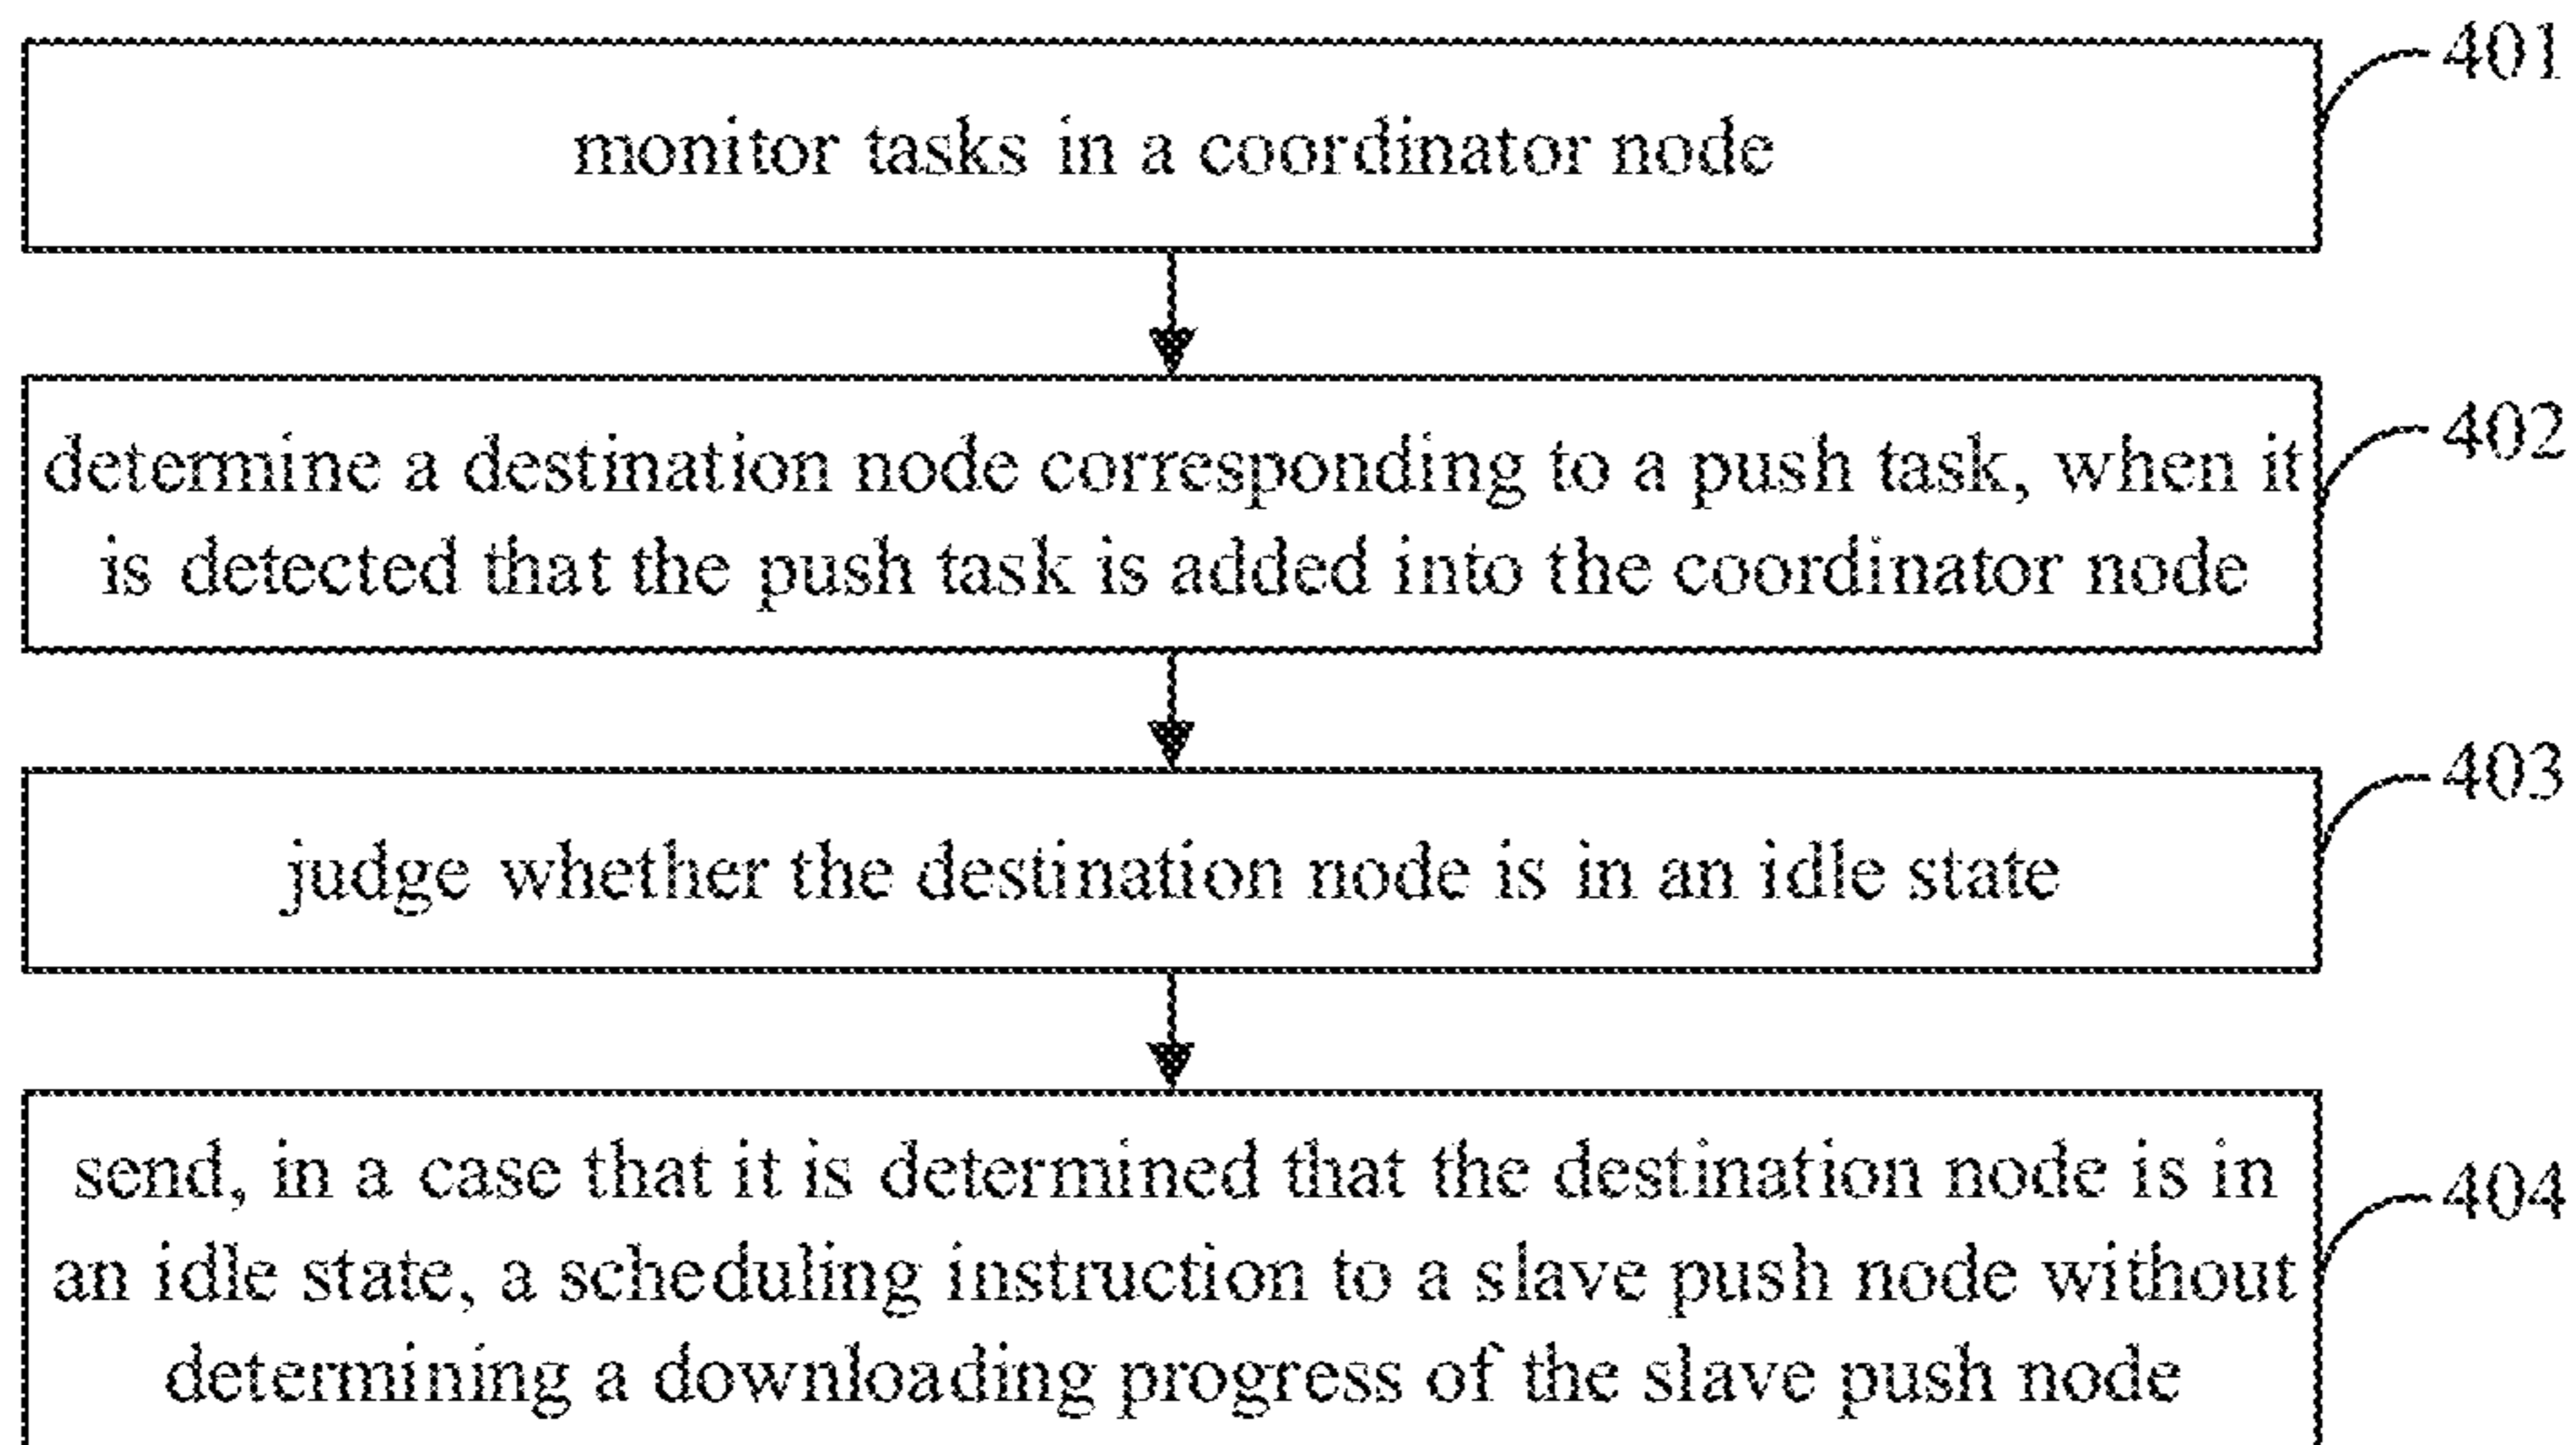 401
monitor tasks in a coordinator node
402
determine a destination node corresponding to a push task, when it
is detected that the push task is added into the coordinator node
403
judge whether the destination node is in an idle state
404
send, in a case that it is determined that the destination node is in
an idle state, a scheduling instruction to a slave push node without
determining a downloading progress of the slave push node